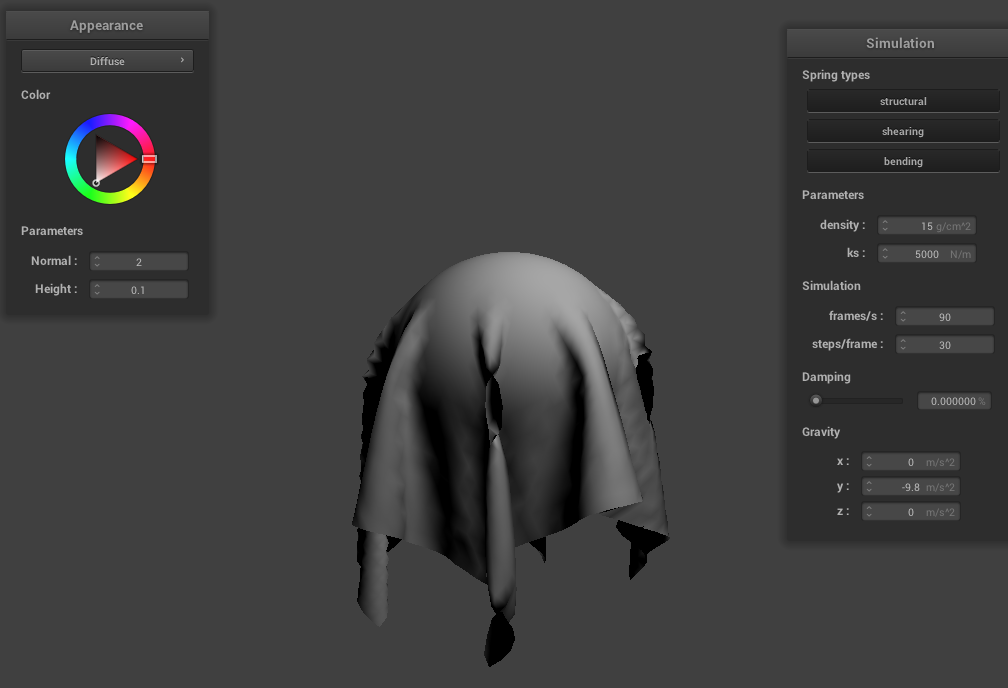 Appearance
Diffuse
Color
Parameters
Normal : 2
Height : 0.1
Simulation
Spring types
structural
shearing
bending
Parameters
density : 15 g/cm^2
ks : 5000 N/m
Simulation
frames/s : 90
steps/frame : 30
Damping
0.000000 %
Gravity
x : 0 m/s^2
y : -9.8 m/s^2
z : 0 m/s^2